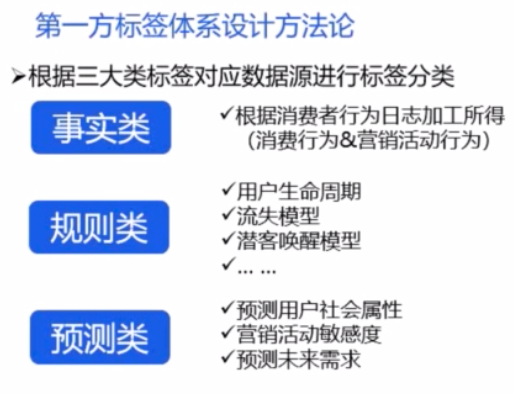 第一方标签体系设计方法论
➢根据三大类标签对应数据源进行标签分类
事实类
✓根据消费者行为日志加工所得
（消费行为&营销活动行为）
规则类
✓用户生命周期
✓流失模型
✓潜客唤醒模型
✓... ...
预测类
✓预测用户社会属性
✓营销活动敏感度
✓预测未来需求